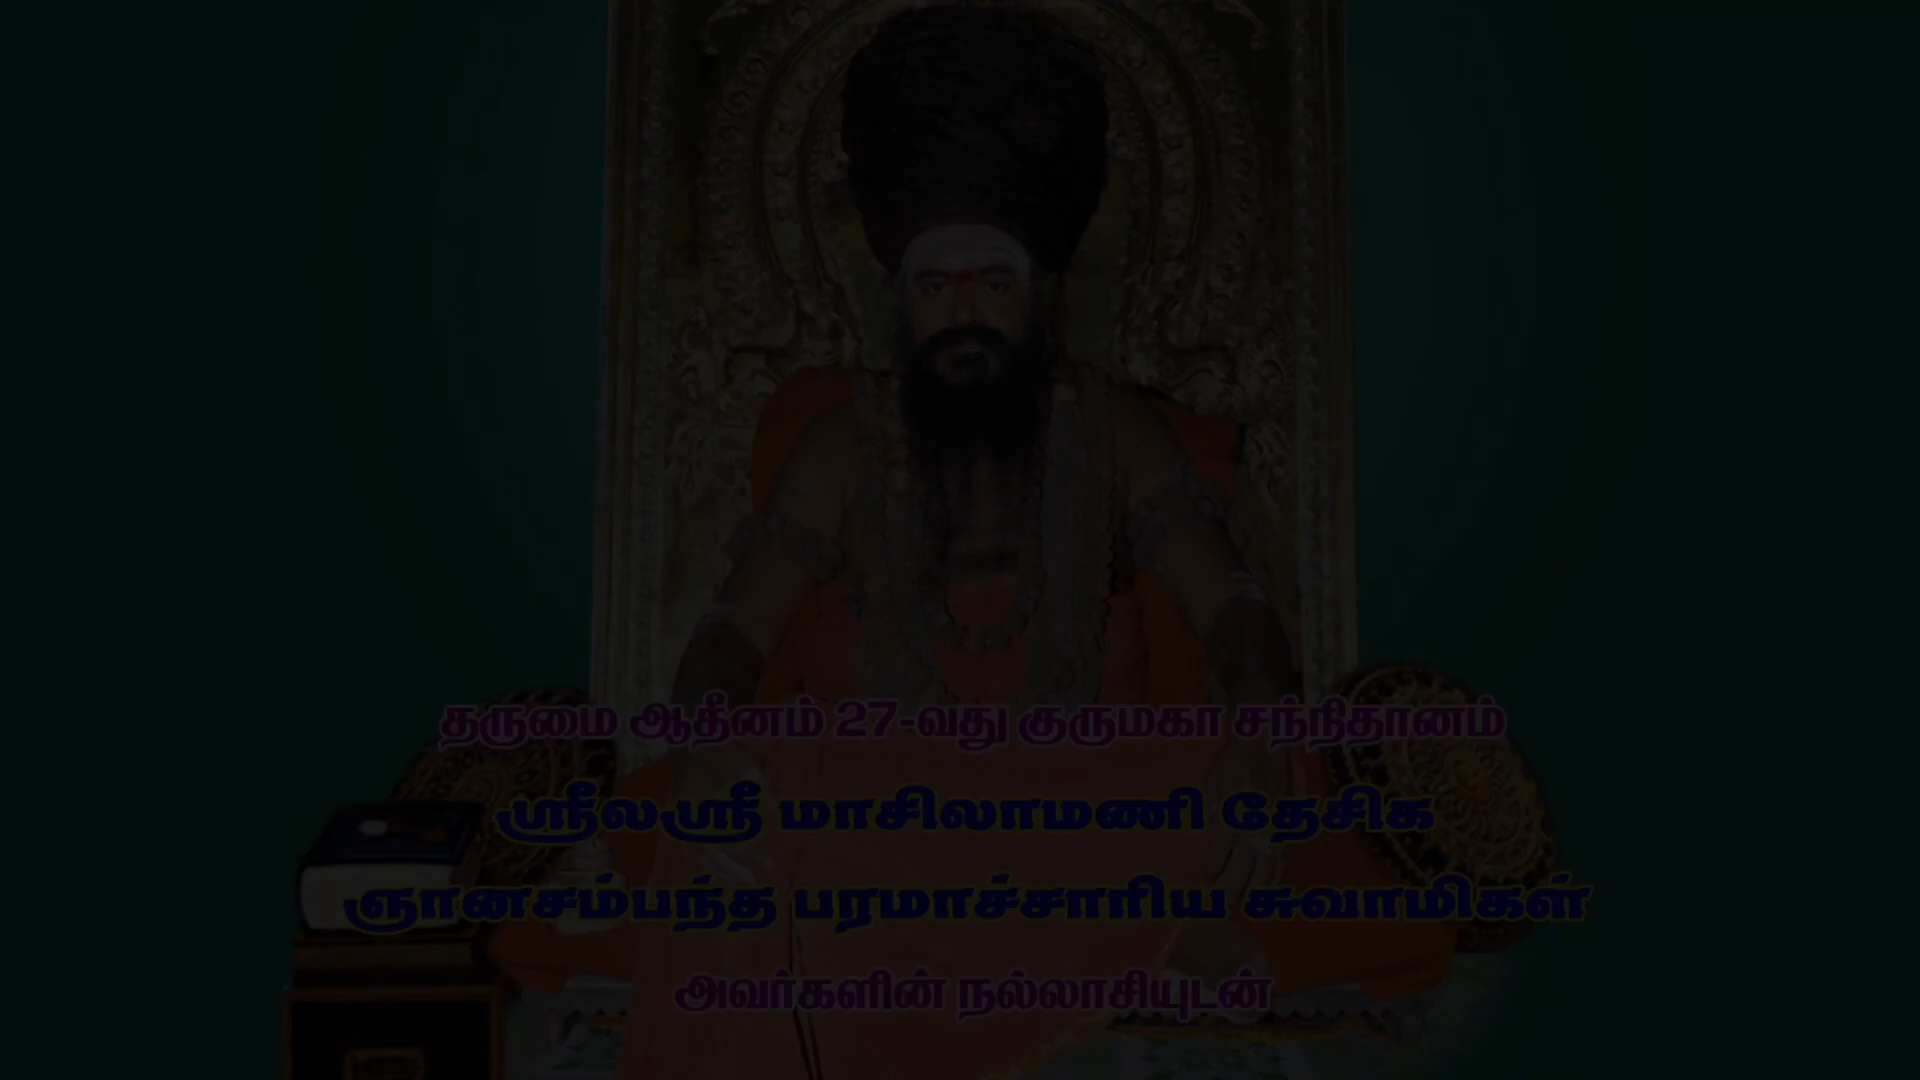 தருமை ஆதீனம் 27-வது குருமகா சந்நிதானம்
ஸ்ரீலஸ்ரீ மாசிலாமணி தேசிக
ஞானசம்பந்த பரமாச்சாரிய சுவாமிகள்
அவர்களின் நல்லாசியுடன்